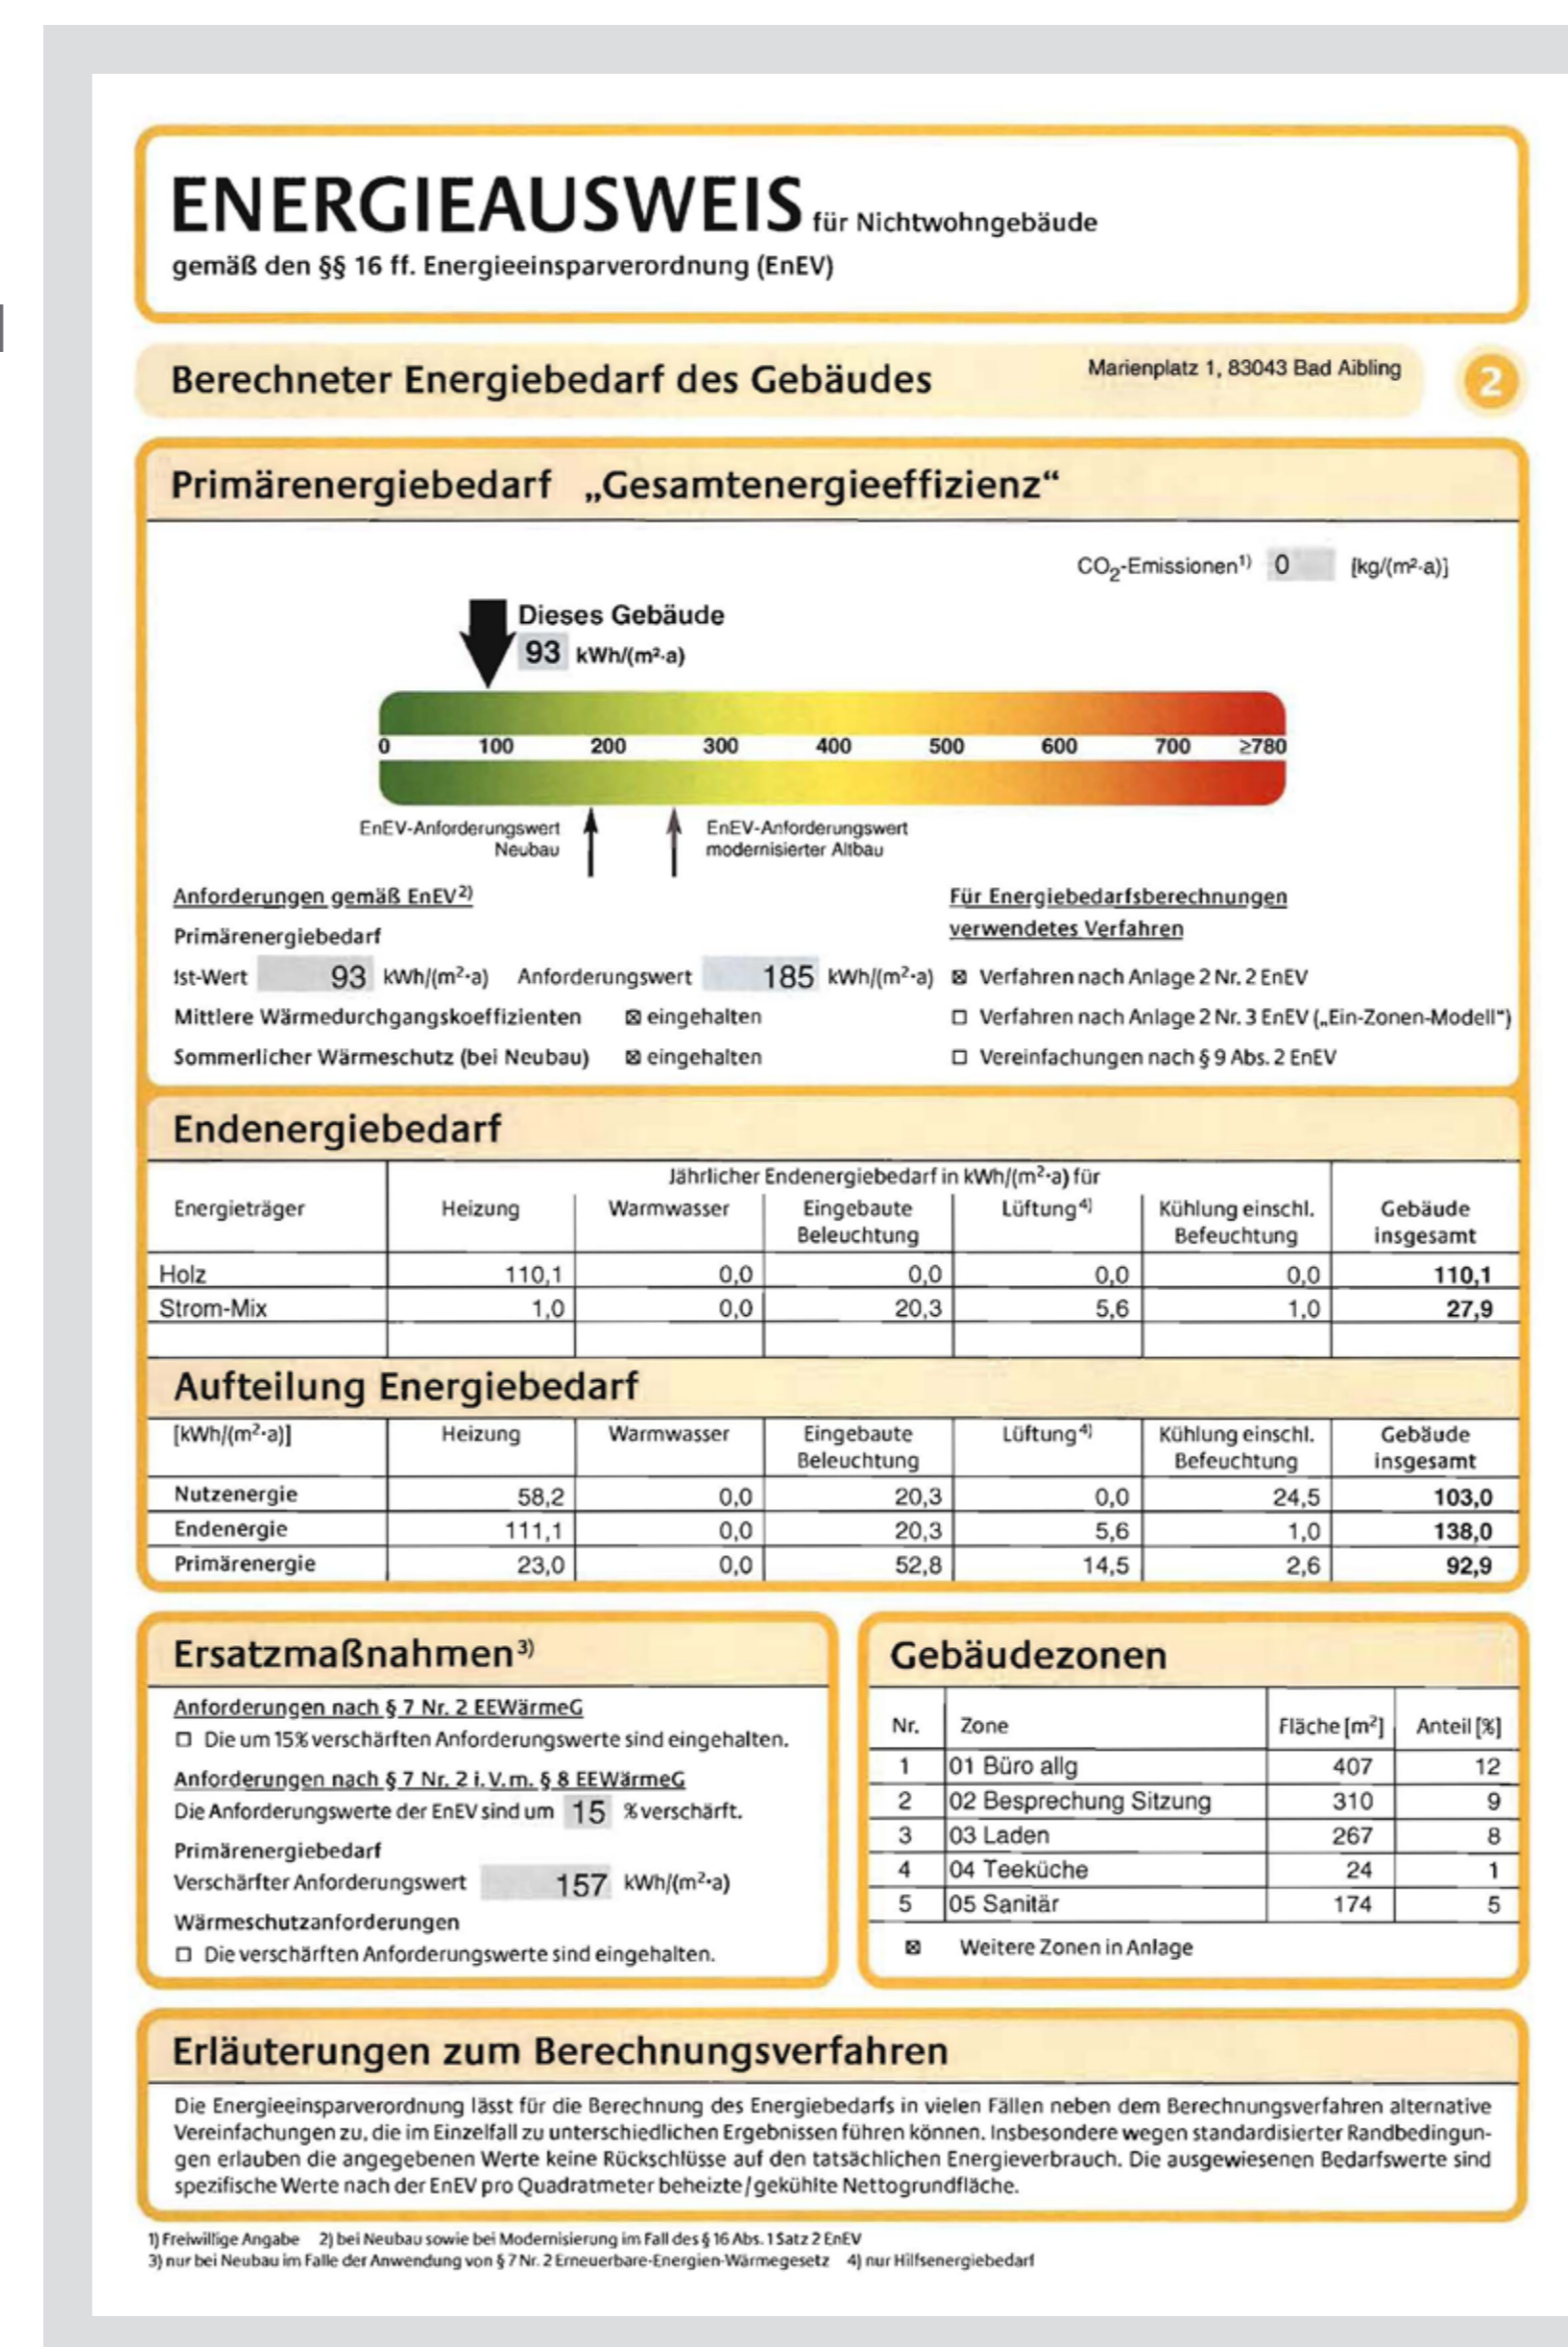 ENERGIEAUSWEIS für Nichtwohngebäude
gemäß den §§ 16 ff. Energieeinsparverordnung (EnEV)
Berechneter Energiebedarf des Gebäudes
Marienplatz 1, 83043 Bad Aibling
2
Primärenergiebedarf „Gesamtenergieeffizienz“
CO₂-Emissionen¹⁾ 0 [kg/(m²·a)]
Dieses Gebäude
93 kWh/(m²·a)
0 100 200 300 400 500 600 700 ≥780
EnEV-Anforderungswert
Neubau
EnEV-Anforderungswert
modernisierter Altbau
Anforderungen gemäß EnEV²⁾
Primärenergiebedarf
Ist-Wert 93 kWh/(m²·a) Anforderungswert 185 kWh/(m²·a)
Mittlere Wärmedurchgangskoeffizienten ☒ eingehalten
Sommerlicher Wärmeschutz (bei Neubau) ☒ eingehalten
Für Energiebedarfsberechnungen
verwendetes Verfahren
☒ Verfahren nach Anlage 2 Nr. 2 EnEV
☐ Verfahren nach Anlage 2 Nr. 3 EnEV („Ein-Zonen-Modell“)
☐ Vereinfachungen nach § 9 Abs. 2 EnEV
Endenergiebedarf
Jährlicher Endenergiebedarf in kWh/(m²·a) für
Energieträger Heizung Warmwasser Eingebaute Beleuchtung Lüftung⁴⁾ Kühlung einschl. Befeuchtung Gebäude insgesamt
Holz 110,1 0,0 0,0 0,0 0,0 110,1
Strom-Mix 1,0 0,0 20,3 5,6 1,0 27,9
Aufteilung Energiebedarf
[kWh/(m²·a)] Heizung Warmwasser Eingebaute Beleuchtung Lüftung⁴⁾ Kühlung einschl. Befeuchtung Gebäude insgesamt
Nutzenergie 58,2 0,0 20,3 0,0 24,5 103,0
Endenergie 111,1 0,0 20,3 5,6 1,0 138,0
Primärenergie 23,0 0,0 52,8 14,5 2,6 92,9
Ersatzmaßnahmen³⁾
Anforderungen nach § 7 Nr. 2 EEWärmeG
☐ Die um 15% verschärften Anforderungswerte sind eingehalten.
Anforderungen nach § 7 Nr. 2 i. V. m. § 8 EEWärmeG
Die Anforderungswerte der EnEV sind um 15 % verschärft.
Primärenergiebedarf
Verschärfter Anforderungswert 157 kWh/(m²·a)
Wärmeschutzanforderungen
☐ Die verschärften Anforderungswerte sind eingehalten.
Gebäudezonen
Nr. Zone Fläche [m²] Anteil [%]
1 01 Büro allg 407 12
2 02 Besprechung Sitzung 310 9
3 03 Laden 267 8
4 04 Teeküche 24 1
5 05 Sanitär 174 5
☒ Weitere Zonen in Anlage
Erläuterungen zum Berechnungsverfahren
Die Energieeinsparverordnung lässt für die Berechnung des Energiebedarfs in vielen Fällen neben dem Berechnungsverfahren alternative
Vereinfachungen zu, die im Einzelfall zu unterschiedlichen Ergebnissen führen können. Insbesondere wegen standardisierter Randbedingun-
gen erlauben die angegebenen Werte keine Rückschlüsse auf den tatsächlichen Energieverbrauch. Die ausgewiesenen Bedarfswerte sind
spezifische Werte nach der EnEV pro Quadratmeter beheizte/gekühlte Nettogrundfläche.
1) Freiwillige Angabe 2) bei Neubau sowie bei Modernisierung im Fall des § 16 Abs. 1 Satz 2 EnEV
3) nur bei Neubau im Falle der Anwendung von § 7 Nr. 2 Erneuerbare-Energien-Wärmegesetz 4) nur Hilfsenergiebedarf